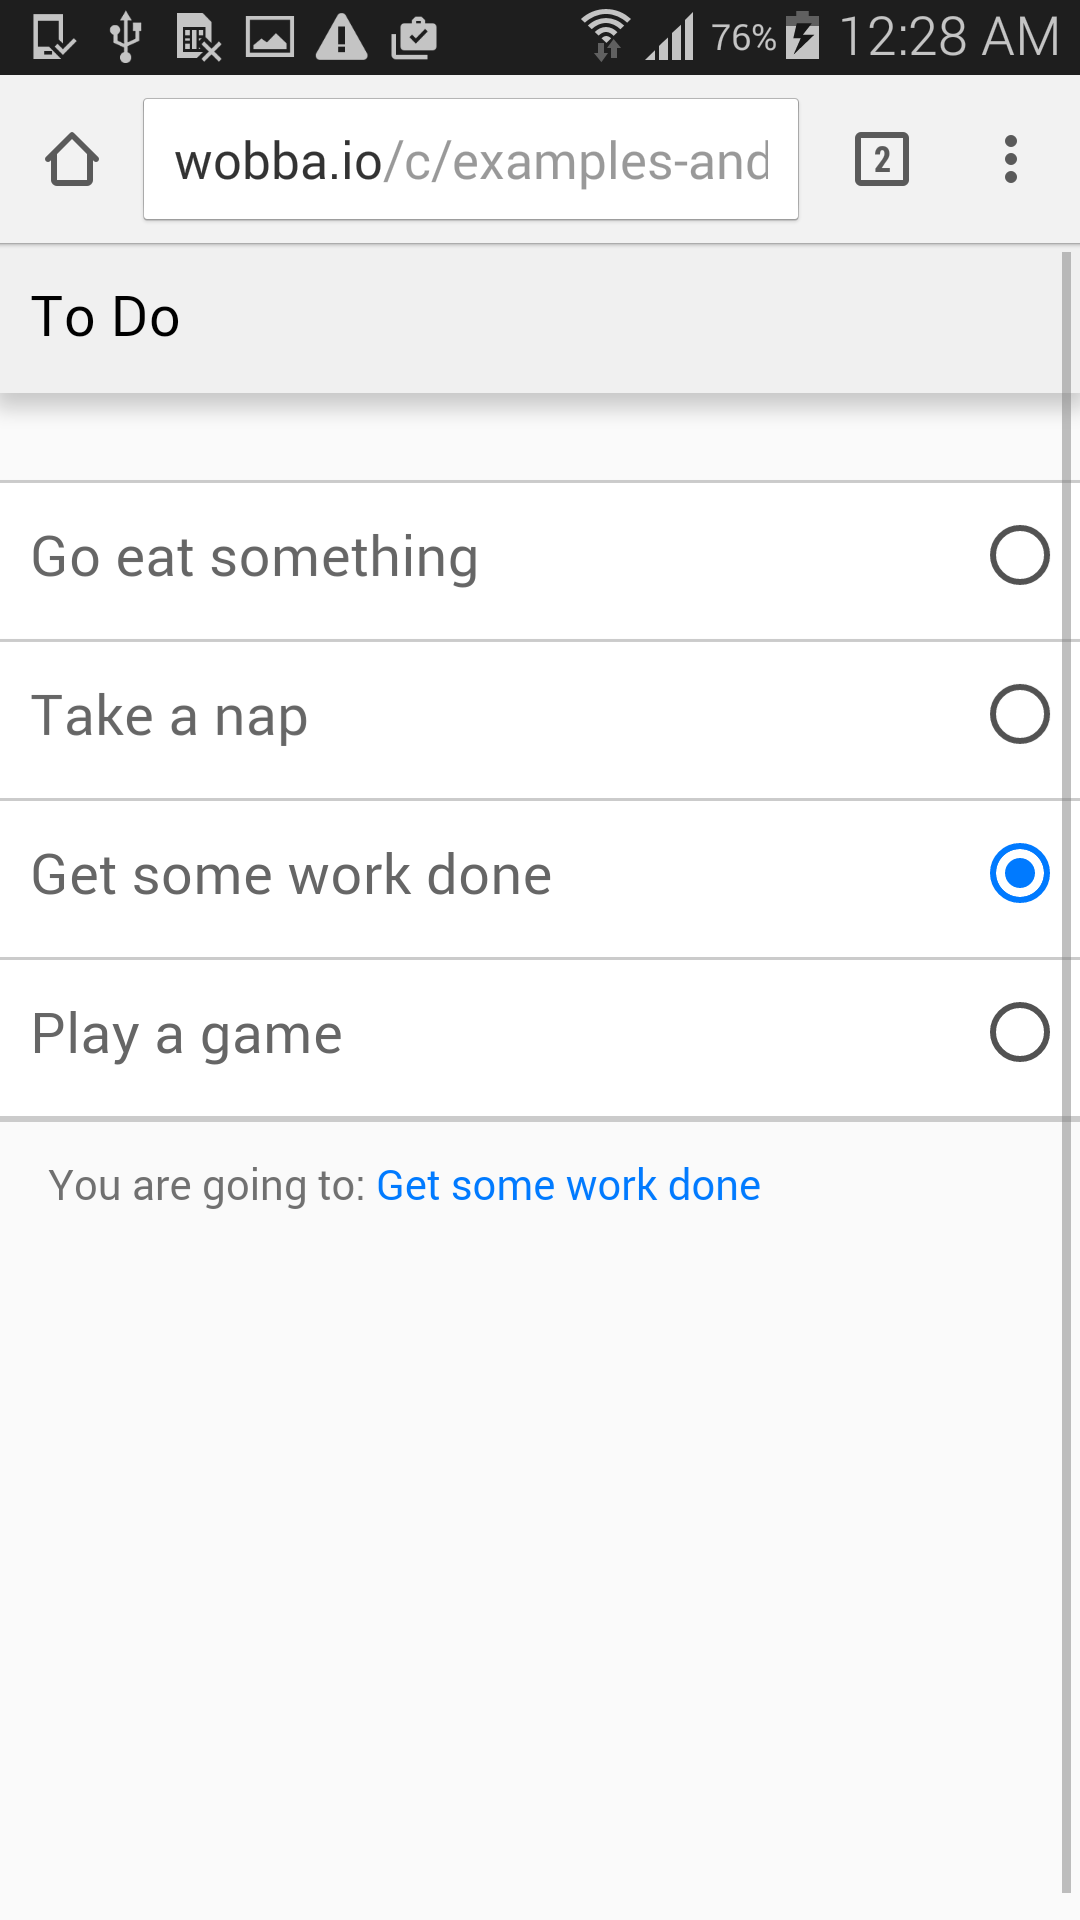 76% 12:28 AM
wobba.io/c/examples-and
2
To Do
Go eat something
Take a nap
Get some work done
Play a game
You are going to: Get some work done